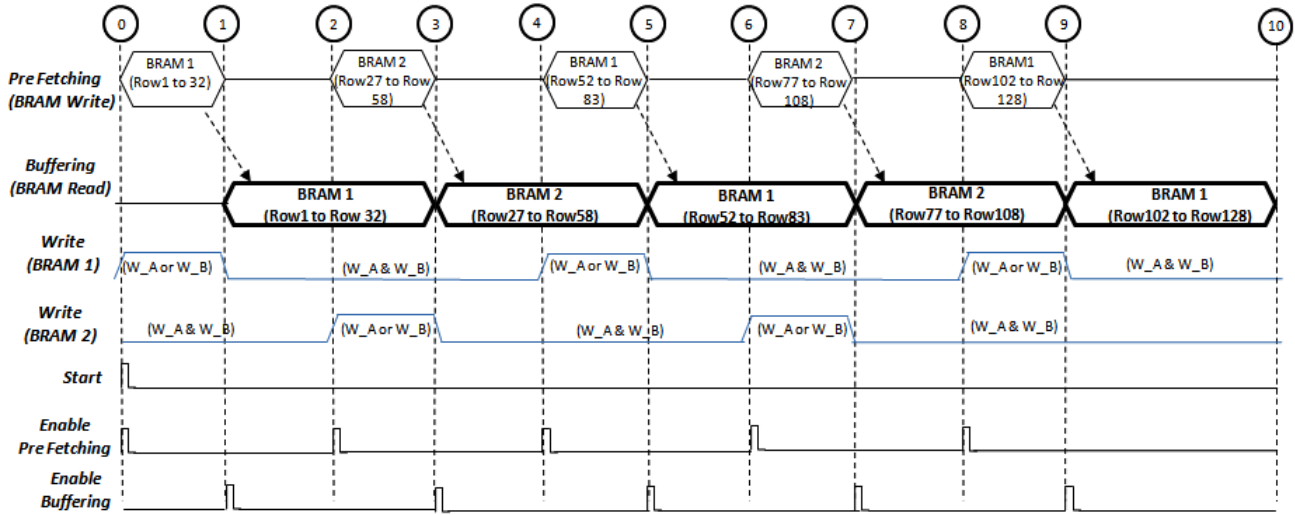 0 1 2 3 4 5 6 7 8 9 10
Pre Fetching
(BRAM Write)
BRAM 1
(Row1 to 32)
BRAM 2
(Row27 to Row
58)
BRAM 1
(Row52 to Row
83)
BRAM 2
(Row77 to Row
108)
BRAM1
(Row102 to Row
128)
Buffering
(BRAM Read)
BRAM 1
(Row1 to Row 32)
BRAM 2
(Row27 to Row58)
BRAM 1
(Row52 to Row83)
BRAM 2
(Row77 to Row108)
BRAM 1
(Row102 to Row128)
Write
(BRAM 1)
(W_A or W_B) (W_A & W_B) (W_A or W_B) (W_A & W_B) (W_A or W_B) (W_A & W_B)
Write
(BRAM 2)
(W_A & W_B) (W_A or W_B) (W_A & W_B) (W_A or W_B) (W_A & W_B)
Start
Enable
Pre Fetching
Enable
Buffering